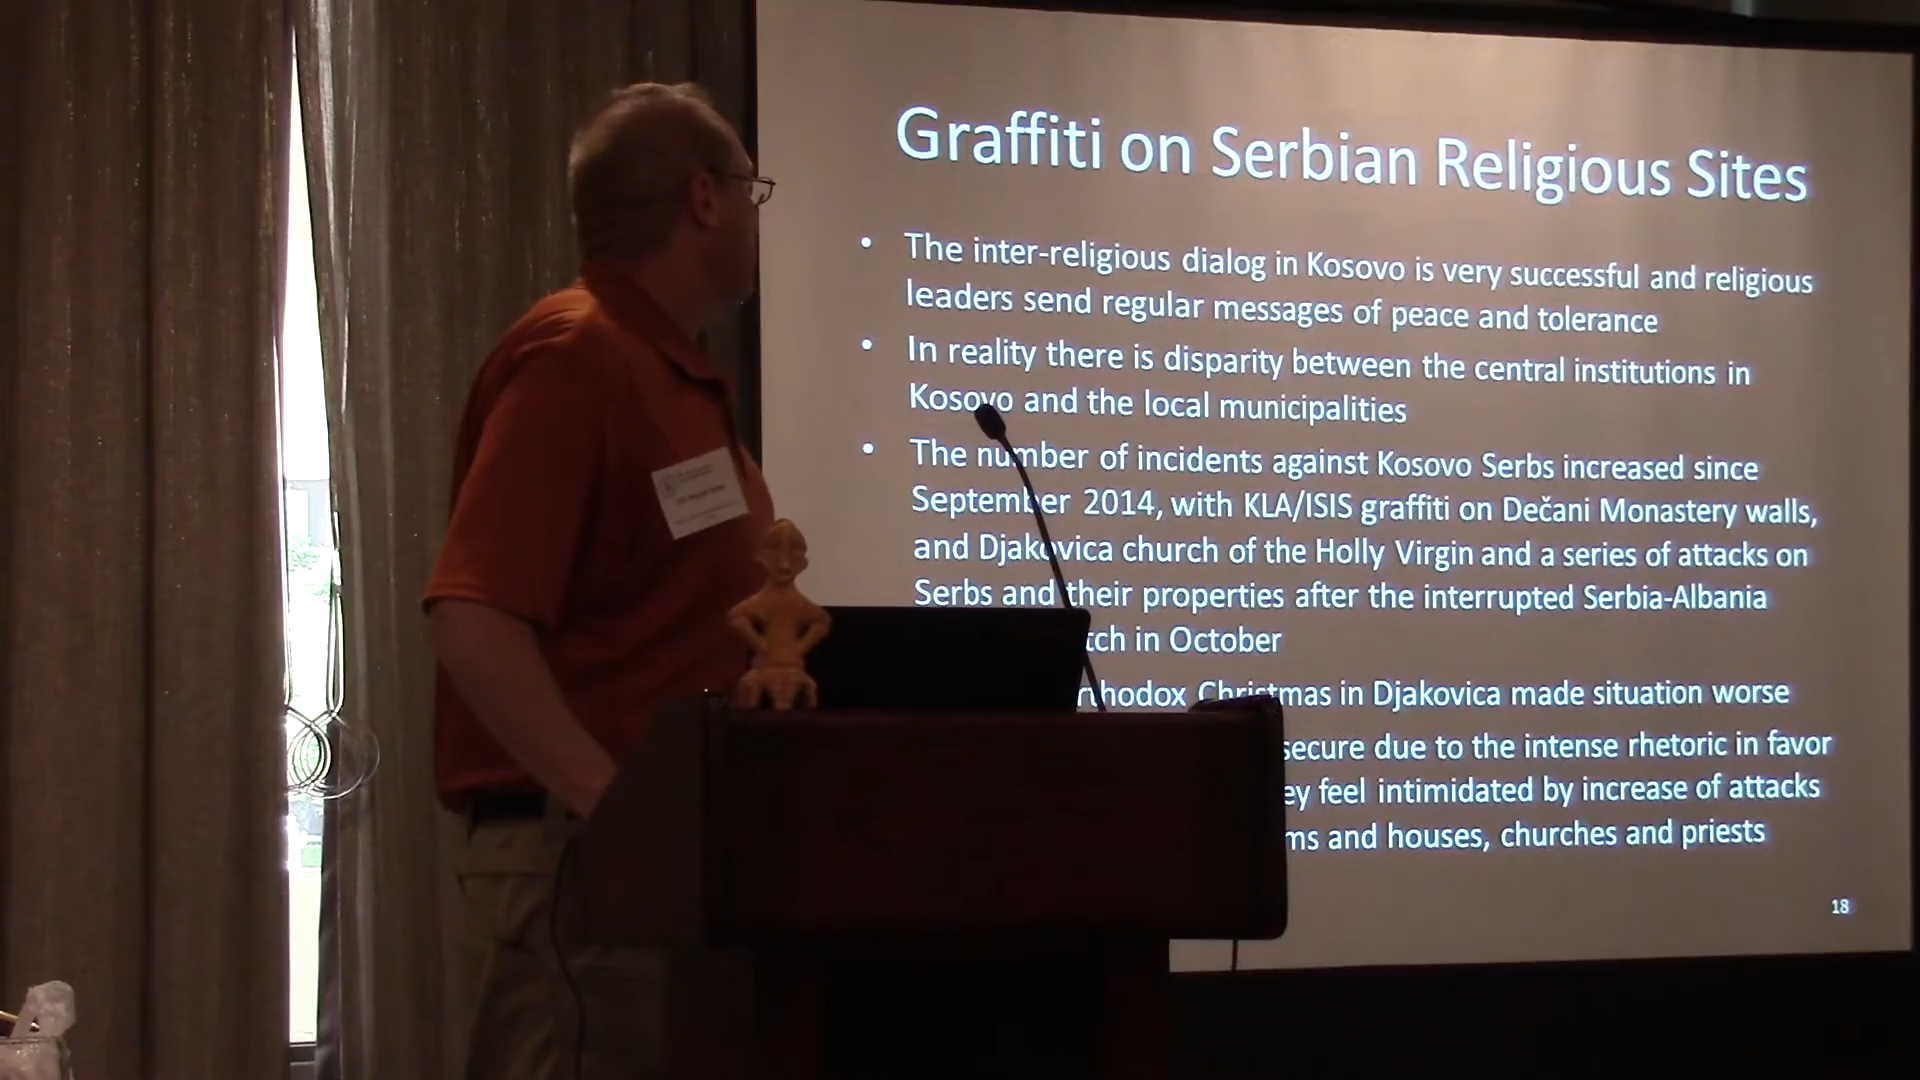 Graffiti on Serbian Religious Sites
• The inter-religious dialog in Kosovo is very successful and religious
leaders send regular messages of peace and tolerance
• In reality there is disparity between the central institutions in
Kosovo and the local municipalities
• The number of incidents against Kosovo Serbs increased since
September 2014, with KLA/ISIS graffiti on Dečani Monastery walls,
and Djakovica church of the Holly Virgin and a series of attacks on
Serbs and their properties after the interrupted Serbia-Albania
tch in October
rthodox Christmas in Djakovica made situation worse
secure due to the intense rhetoric in favor
ey feel intimidated by increase of attacks
ms and houses, churches and priests
18